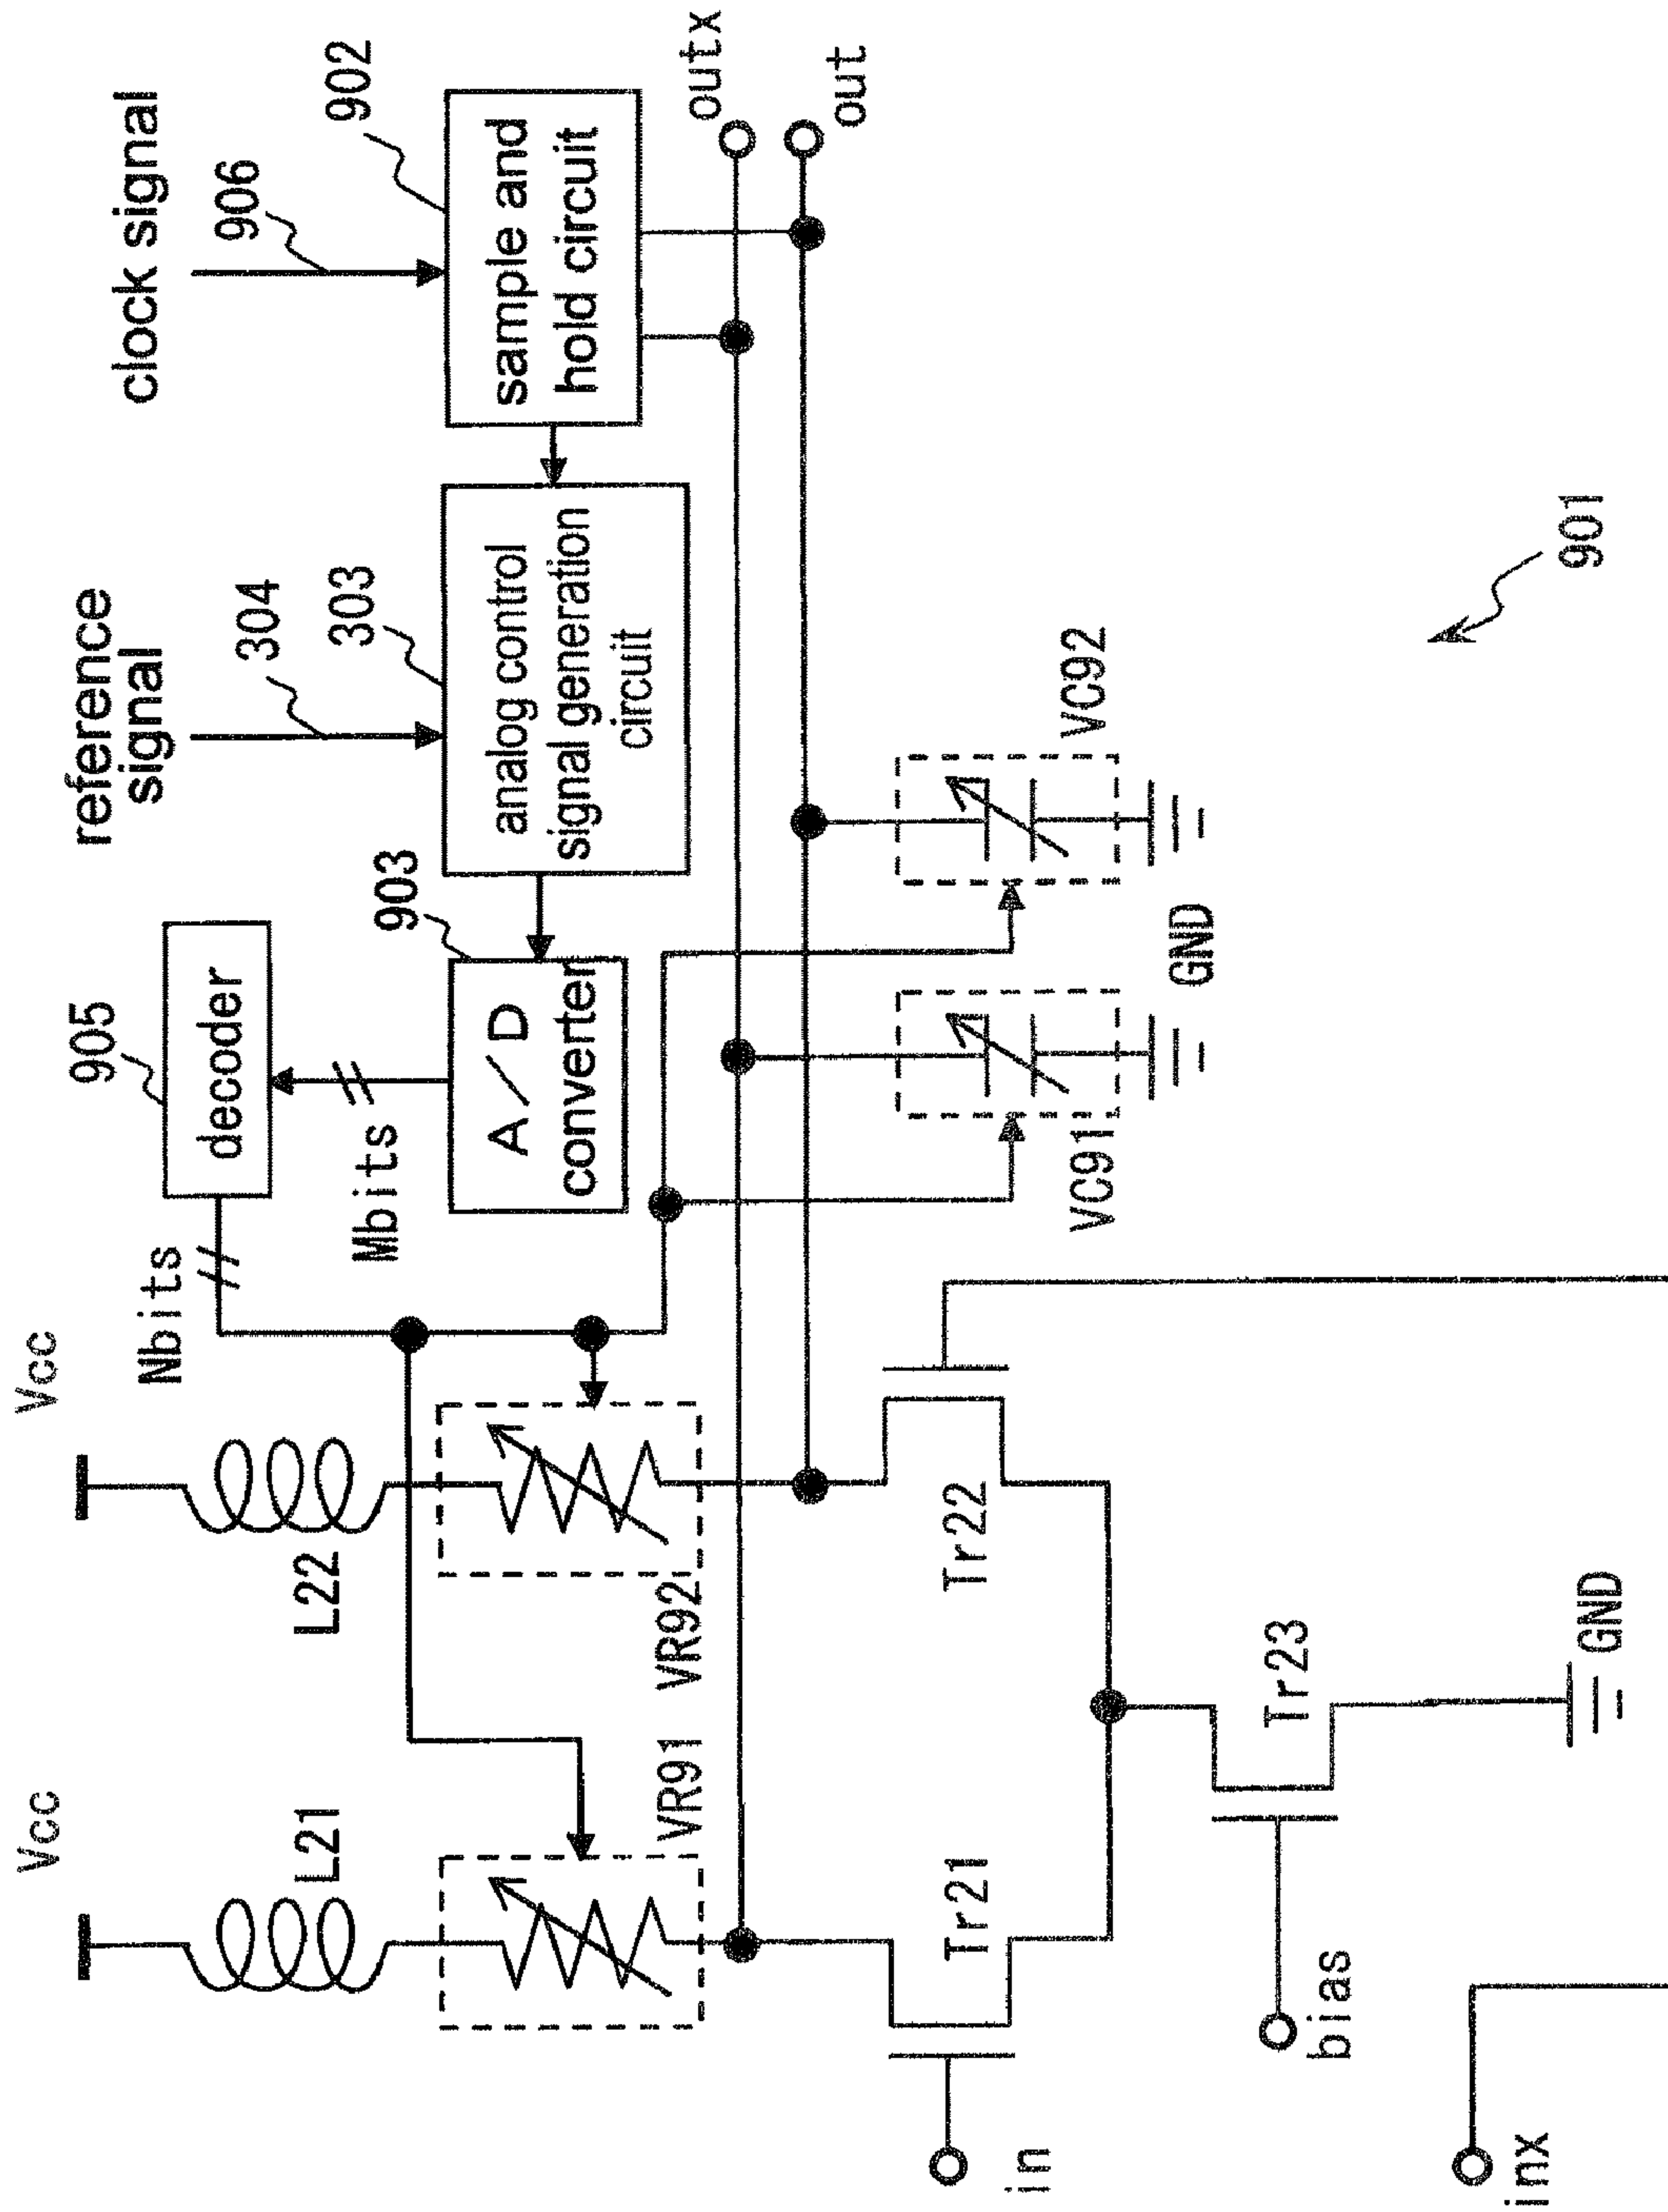 clock signal
906
902
sample and
hold circuit
outx
out
reference
signal
304
303
analog control
signal generation
circuit
903
A/D
converter
905
decoder
Mbits
Nbits
Vcc
L22
VR92
Vcc
L21
VR91
VC91
VC92
GND
Tr21
Tr22
Tr23
GND
in
bias
inx
901